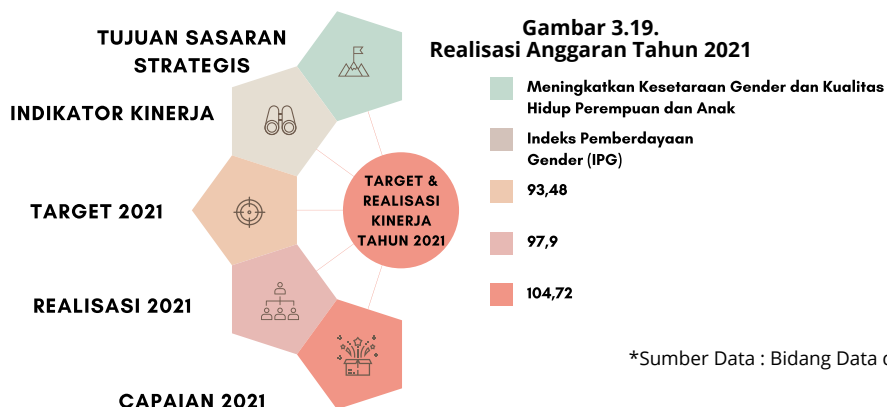 Gambar 3.19.
Realisasi Anggaran Tahun 2021
TUJUAN SASARAN
STRATEGIS
INDIKATOR KINERJA
TARGET 2021
REALISASI 2021
CAPAIAN 2021
TARGET &
REALISASI
KINERJA
TAHUN 2021
Meningkatkan Kesetaraan Gender dan Kualitas
Hidup Perempuan dan Anak
Indeks Pemberdayaan
Gender (IPG)
93,48
97,9
104,72
*Sumber Data : Bidang Data